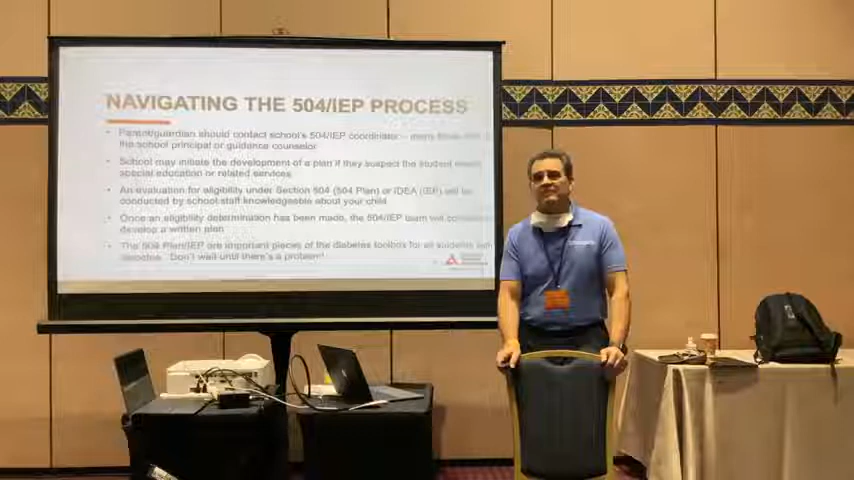 NAVIGATING THE 504/IEP PROCESS
• Parent/guardian should contact school's 504/IEP coordinator – many times
the school principal or guidance counselor
• School may initiate the development of a plan if they suspect the student needs
special education or related services
• An evaluation for eligibility under Section 504 (504 Plan) or IDEA (IEP) will be
conducted by school staff knowledgeable about your child
• Once an eligibility determination has been made, the 504/IEP team will
develop a written plan
• The 504 Plan/IEP are important pieces of the diabetes toolbox for all students with
diabetes. Don't wait until there's a problem!